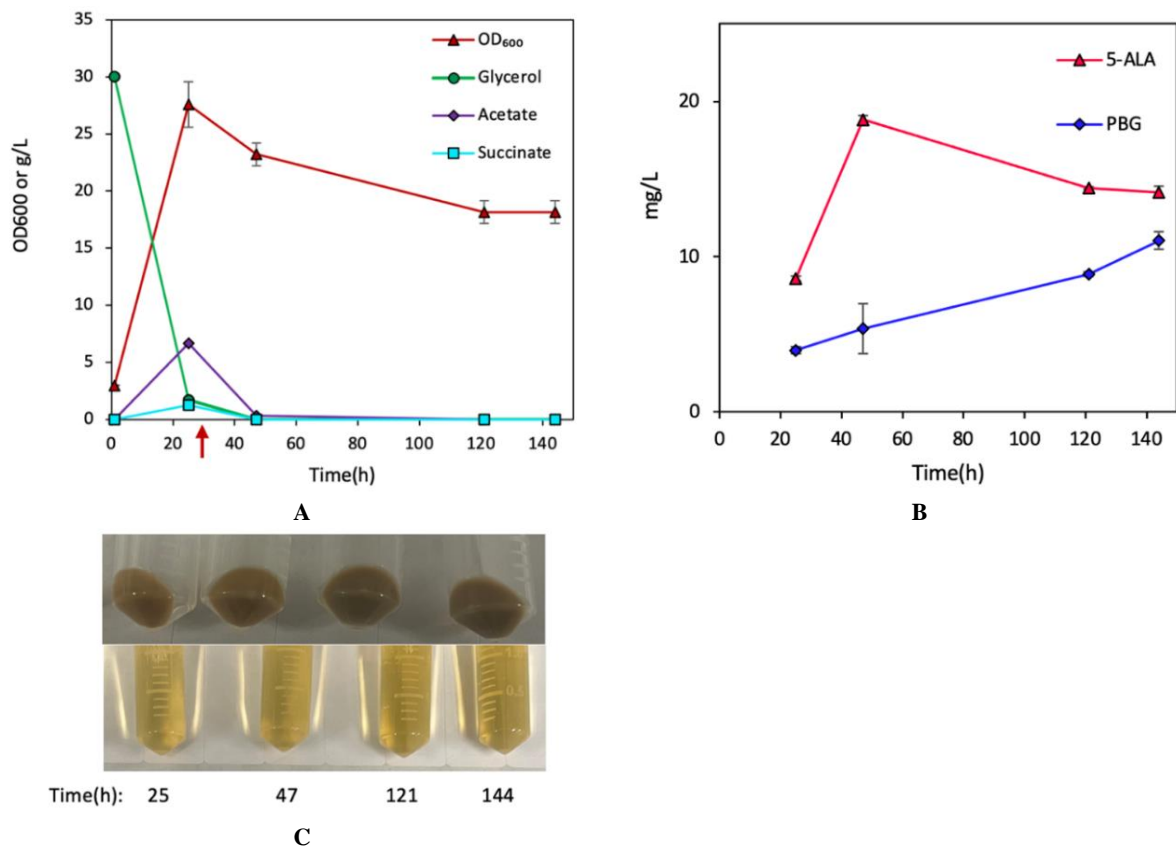 35
30
25
20
15
10
5
0
OD600 or g/L
OD₆₀₀
Glycerol
Acetate
Succinate
0 20 40 60 80 100 120 140
Time(h)
A
20
10
0
mg/L
5-ALA
PBG
0 20 40 60 80 100 120 140
Time(h)
B
0.5
Time(h): 25 47 121 144
C